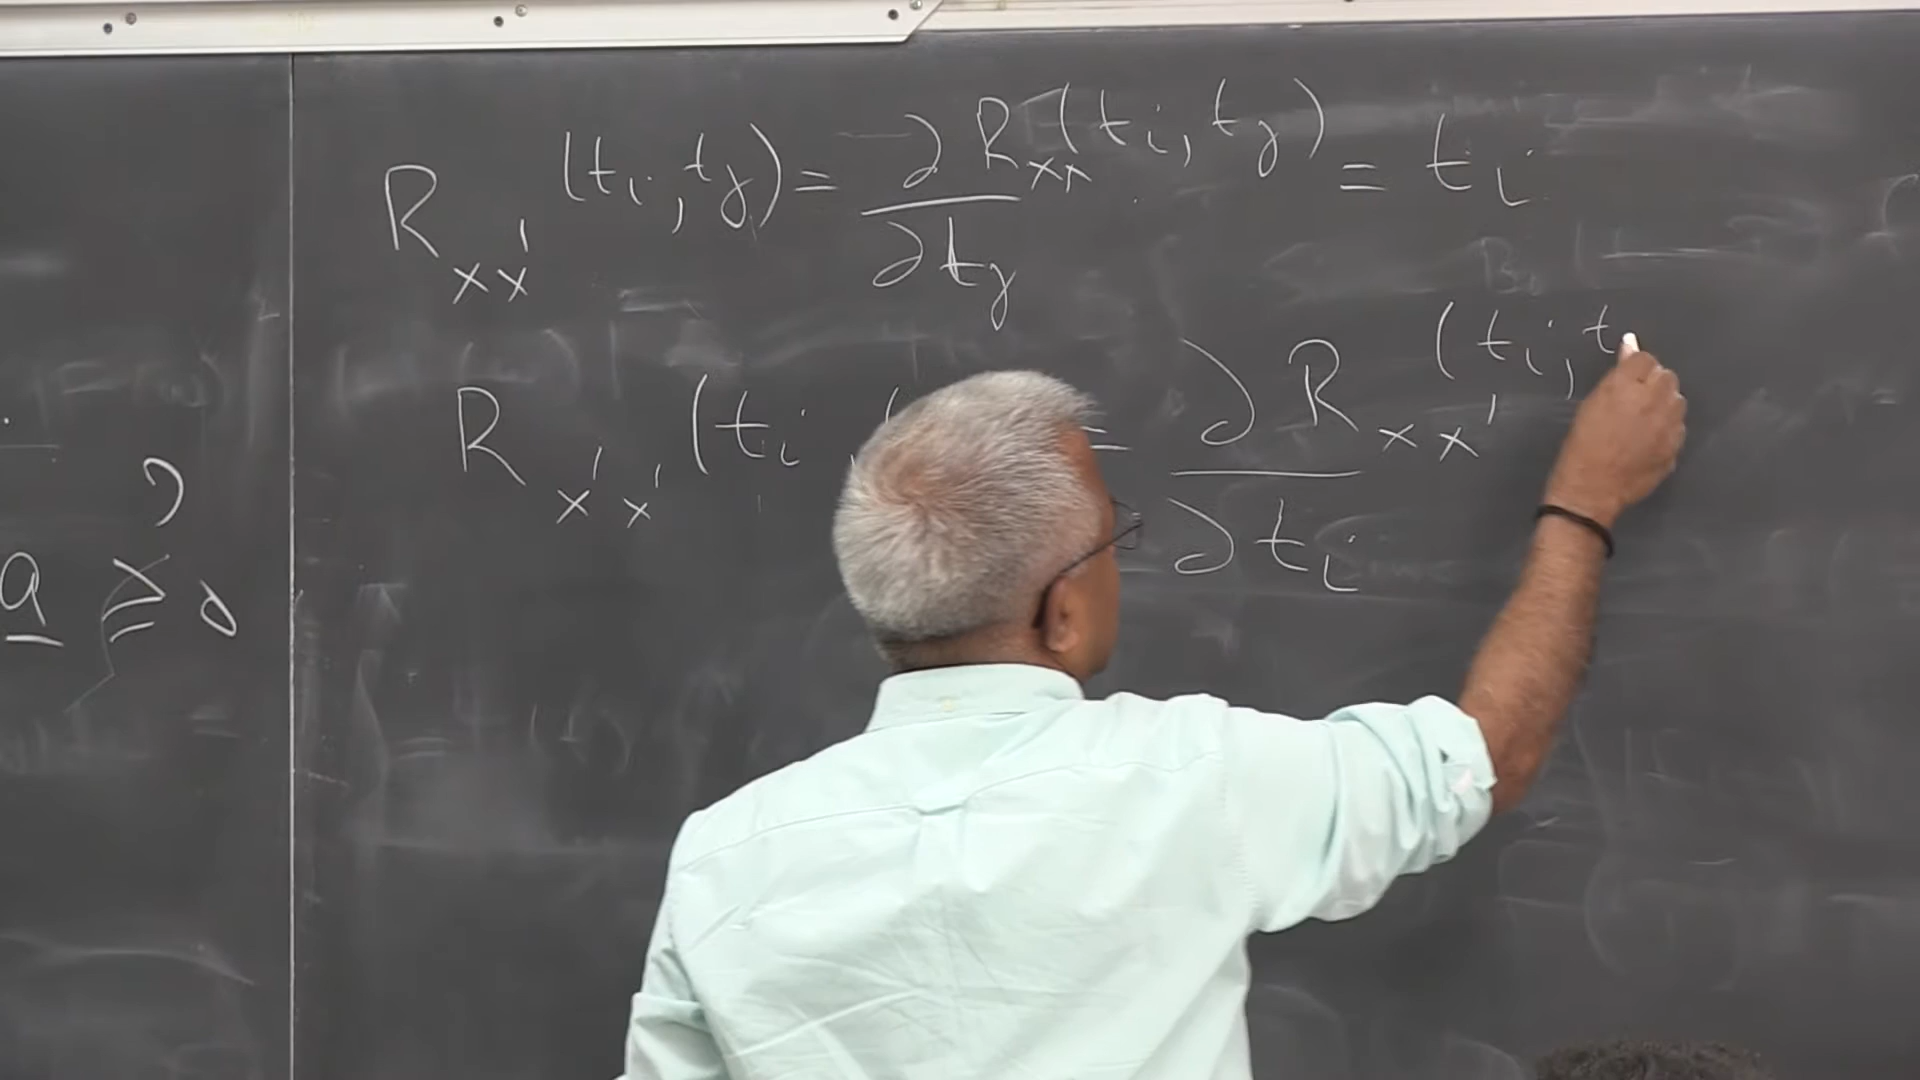 R_{xx'}(t_i, t_j) = ∂R_{xx}(t_i, t_j) / ∂t_j = t_i
R_{x'x'}(t_i, = ∂R_{xx'}(t_i, t / ∂t_i
a ≥ 0